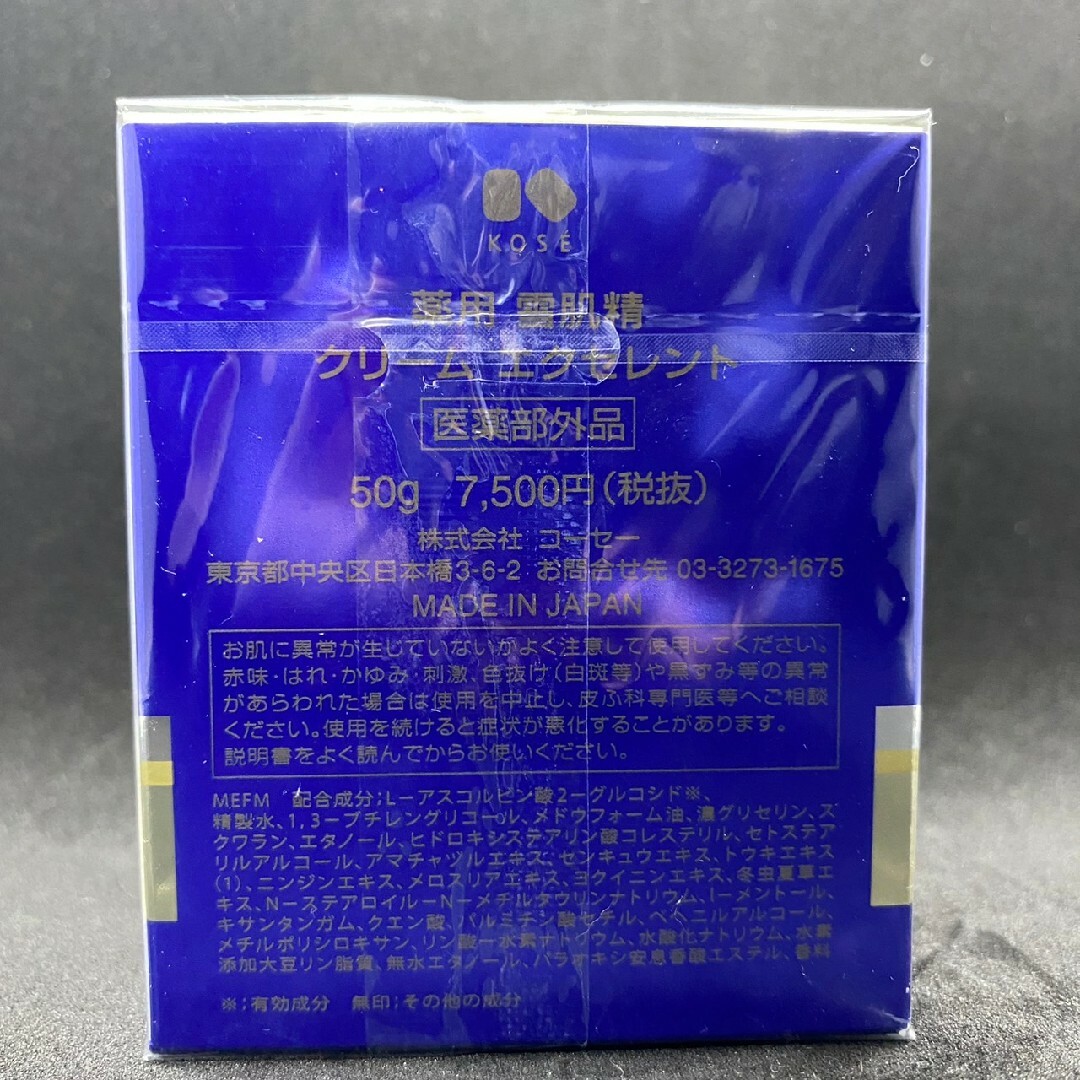 KOSÉ
薬用 雪肌精
クリーム エクセレント
医薬部外品
50g 7,500円(税抜)
株式会社 コーセー
東京都中央区日本橋3-6-2 お問合せ先 03-3273-1675
MADE IN JAPAN
お肌に異常が生じていないかよく注意して使用してください。
赤味・はれ・かゆみ・刺激、色抜け(白斑等)や黒ずみ等の異常
があらわれた場合は使用を中止し、皮ふ科専門医等へご相談
ください。使用を続けると症状が悪化することがあります。
説明書をよく読んでからお使いください。
MEFM 配合成分;L-アスコルビン酸2-グルコシド※、
精製水、1,3-ブチレングリコール、メドウフォーム油、濃グリセリン、ス
クワラン、エタノール、ヒドロキシステアリン酸コレステリル、セトステア
リルアルコール、アマチャヅルエキス、センキュウエキス、トウキエキス
(1)、ニンジンエキス、メロスリアエキス、ヨクイニンエキス、冬虫夏草エ
キス、N-ステアロイル-N-メチルタウリンナトリウム、l-メントール、
キサンタンガム、クエン酸、パルミチン酸セチル、ベヘニルアルコール、
メチルポリシロキサン、リン酸一水素ナトリウム、水酸化ナトリウム、水素
添加大豆リン脂質、無水エタノール、パラオキシ安息香酸エステル、香料
※;有効成分 無印;その他の成分